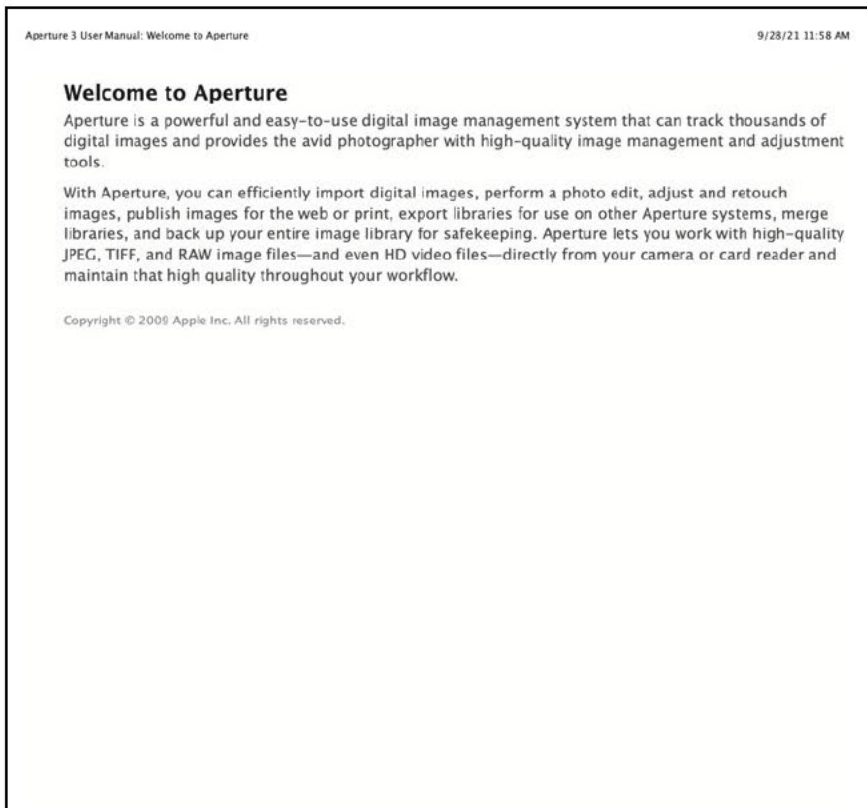 Aperture 3 User Manual: Welcome to Aperture
9/28/21 11:58 AM
Welcome to Aperture
Aperture is a powerful and easy-to-use digital image management system that can track thousands of
digital images and provides the avid photographer with high-quality image management and adjustment
tools.
With Aperture, you can efficiently import digital images, perform a photo edit, adjust and retouch
images, publish images for the web or print, export libraries for use on other Aperture systems, merge
libraries, and back up your entire image library for safekeeping. Aperture lets you work with high-quality
JPEG, TIFF, and RAW image files—and even HD video files—directly from your camera or card reader and
maintain that high quality throughout your workflow.
Copyright © 2009 Apple Inc. All rights reserved.